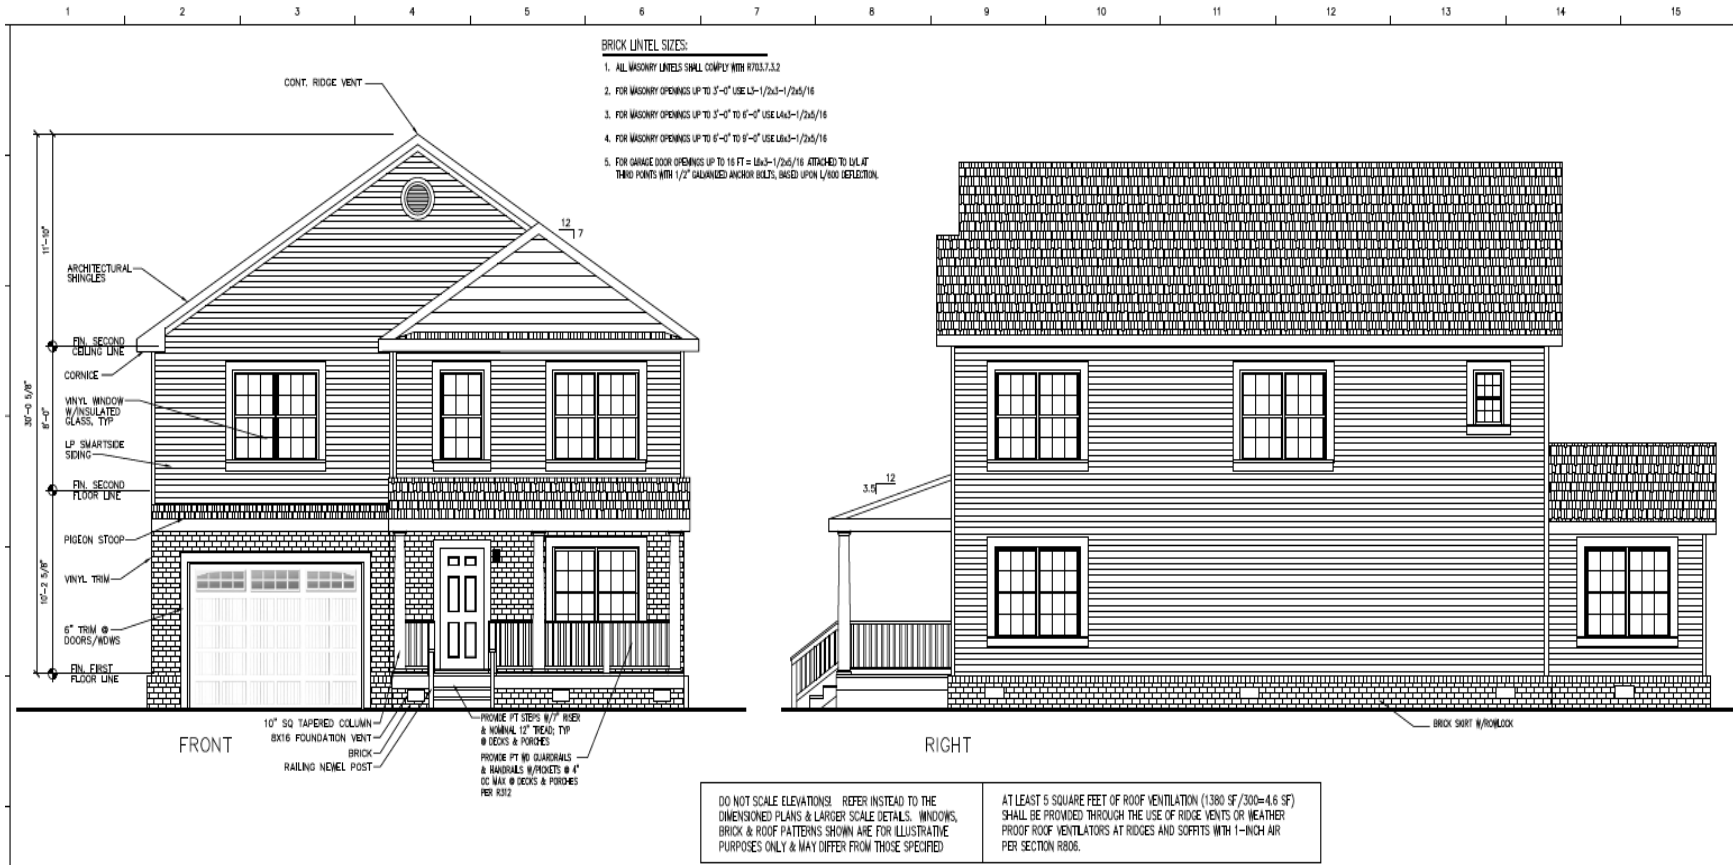 1 2 3 4 5 6 7 8 9 10 11 12 13 14 15
BRICK LINTEL SIZES:
1. ALL MASONRY LINTELS SHALL COMPLY WITH R703.7.3.2
2. FOR MASONRY OPENINGS UP TO 3'-0" USE L3-1/2x3-1/2x5/16
3. FOR MASONRY OPENINGS UP TO 3'-0" TO 6'-0" USE L4x3-1/2x5/16
4. FOR MASONRY OPENINGS UP TO 6'-0" TO 9'-0" USE L6x3-1/2x5/16
5. FOR GARAGE DOOR OPENINGS UP TO 16 FT = L6x3-1/2x5/16 ATTACHED TO LVL AT
THIRD POINTS WITH 1/2" GALVANIZED ANCHOR BOLTS, BASED UPON L/600 DEFLECTION.
CONT. RIDGE VENT
12
7
11'-10"
ARCHITECTURAL
SHINGLES
FIN. SECOND
CEILING LINE
CORNICE
30'-0 5/8"
8'-0"
VINYL WINDOW
W/INSULATED
GLASS, TYP
LP SMARTSIDE
SIDING
FIN. SECOND
FLOOR LINE
PIGEON STOOP
VINYL TRIM
10'-2 5/8"
6" TRIM @
DOORS/WDWS
FIN. FIRST
FLOOR LINE
10" SQ TAPERED COLUMN
8X16 FOUNDATION VENT
BRICK
RAILING NEWEL POST
PROVIDE PT STEPS W/7" RISER
& NOMINAL 12" TREAD; TYP
@ DECKS & PORCHES
PROVIDE PT WD GUARDRAILS
& HANDRAILS W/PICKETS @ 4"
OC MAX @ DECKS & PORCHES
PER R312
FRONT
12
3.5
BRICK SKIRT W/ROWLOCK
RIGHT
DO NOT SCALE ELEVATIONS! REFER INSTEAD TO THE
DIMENSIONED PLANS & LARGER SCALE DETAILS. WINDOWS,
BRICK & ROOF PATTERNS SHOWN ARE FOR ILLUSTRATIVE
PURPOSES ONLY & MAY DIFFER FROM THOSE SPECIFIED
AT LEAST 5 SQUARE FEET OF ROOF VENTILATION (1380 SF/300=4.6 SF)
SHALL BE PROVIDED THROUGH THE USE OF RIDGE VENTS OR WEATHER
PROOF ROOF VENTILATORS AT RIDGES AND SOFFITS WITH 1-INCH AIR
PER SECTION R806.